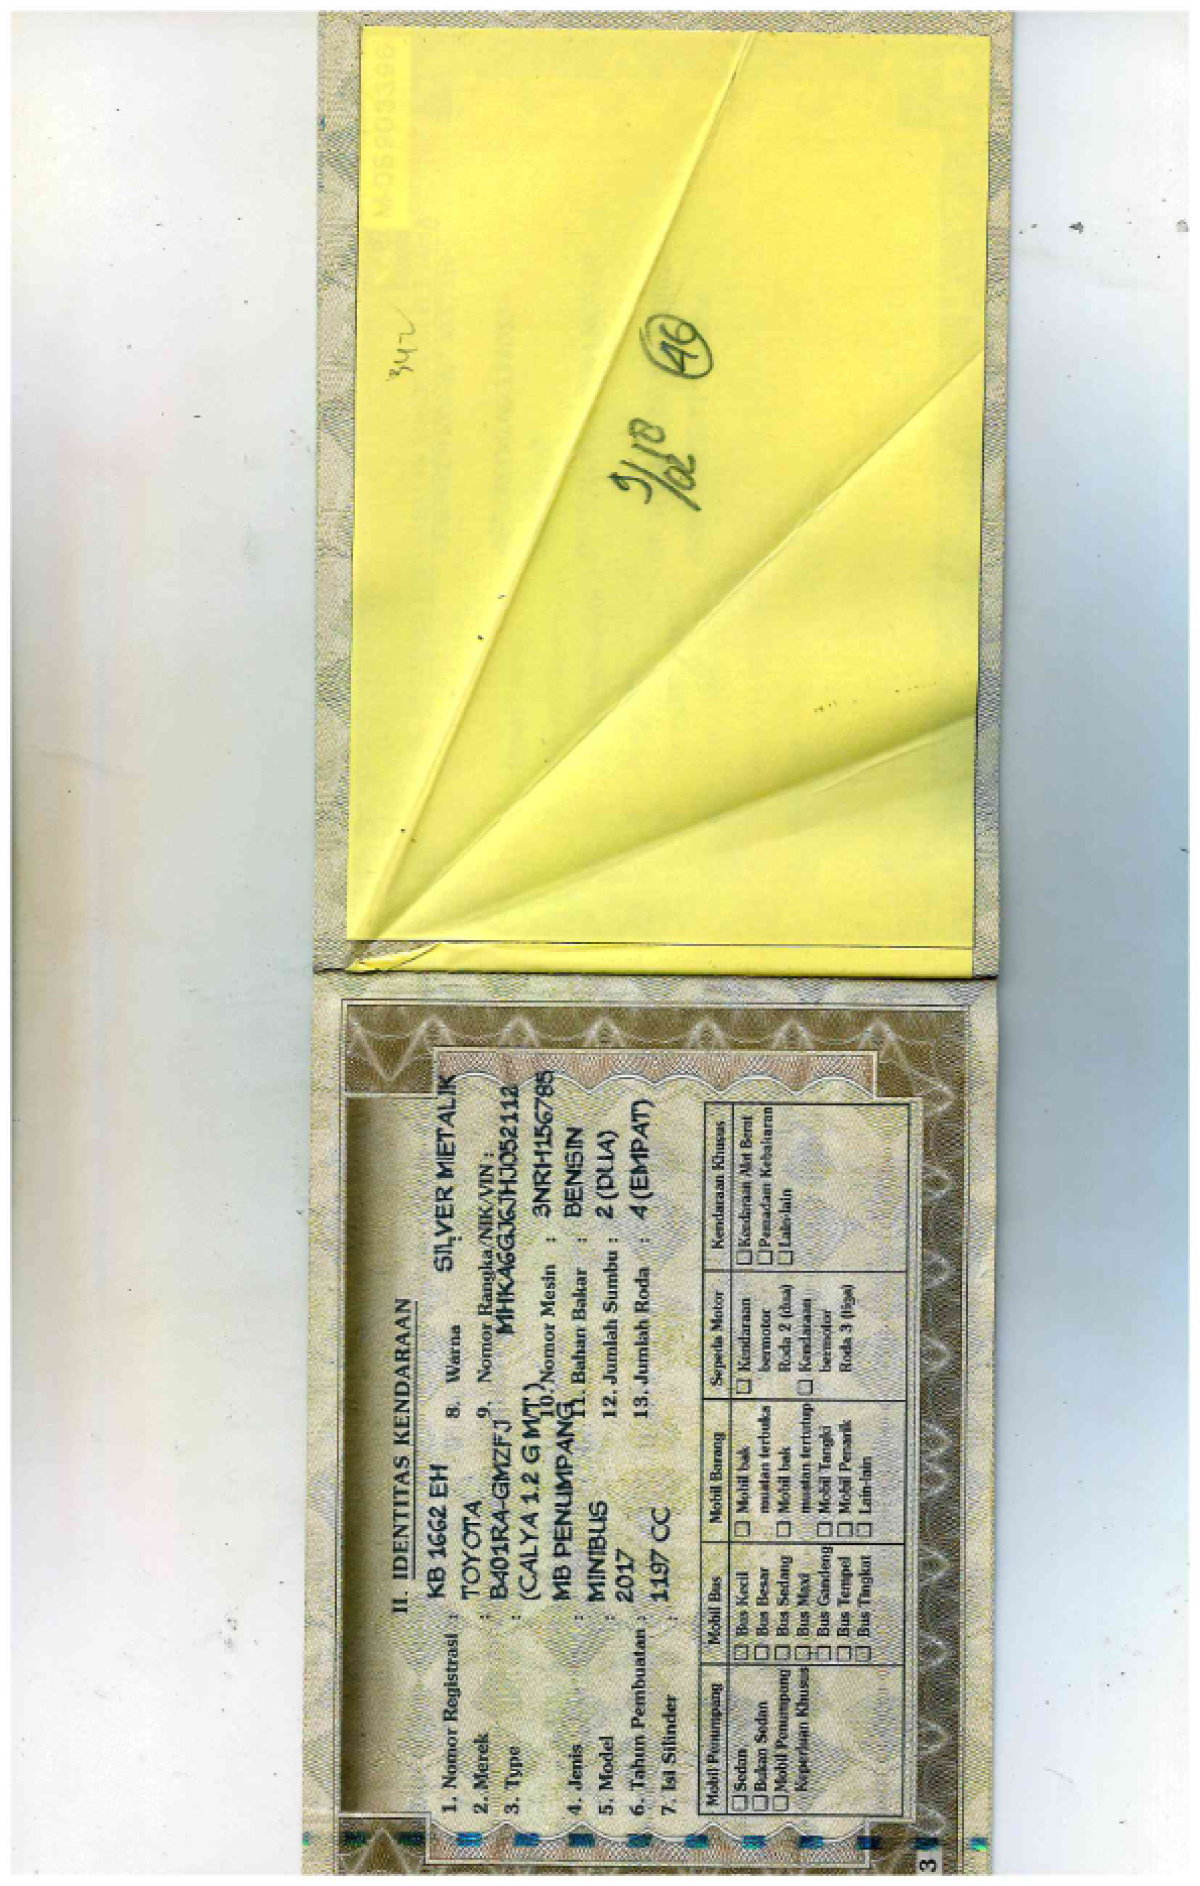 II. IDENTITAS KENDARAAN
1. Nomor Registrasi : KB 1662 EH
2. Merek : TOYOTA
3. Type : B401RA-GMZFJ
(CALYA 1.2 G M/T)
4. Jenis : MB PENUMPANG
5. Model : MINIBUS
6. Tahun Pembuatan : 2017
7. Isi Silinder : 1197 CC
8. Warna SILVER METALIK
9. Nomor Rangka/NIK/VIN :
MHKA6GJ6JHJ052112
10. Nomor Mesin : 3NRH156785
11. Bahan Bakar : BENSIN
12. Jumlah Sumbu : 2 (DUA)
13. Jumlah Roda : 4 (EMPAT)
Mobil Penumpang
Sedan
Bukan Sedan
Mobil Penumpung
Keperluan Khusus
Mobil Bus
Bus Kecil
Bus Besar
Bus Sedang
Bus Maxi
Bus Gandeng
Bus Tempel
Bus Tingkat
Mobil Barang
Mobil bak
muatan terbuka
Mobil bak
muatan tertutup
Mobil Tangki
Mobil Penarik
Lain-lain
Sepeda Motor
Kendaraan
bermotor
Roda 2 (dua)
Kendaraan
bermotor
Roda 3 (tiga)
Kendaraan Khusus
Kendaraan Alat Berat
Pemadam Kebakaran
Lain-lain
3
342
46